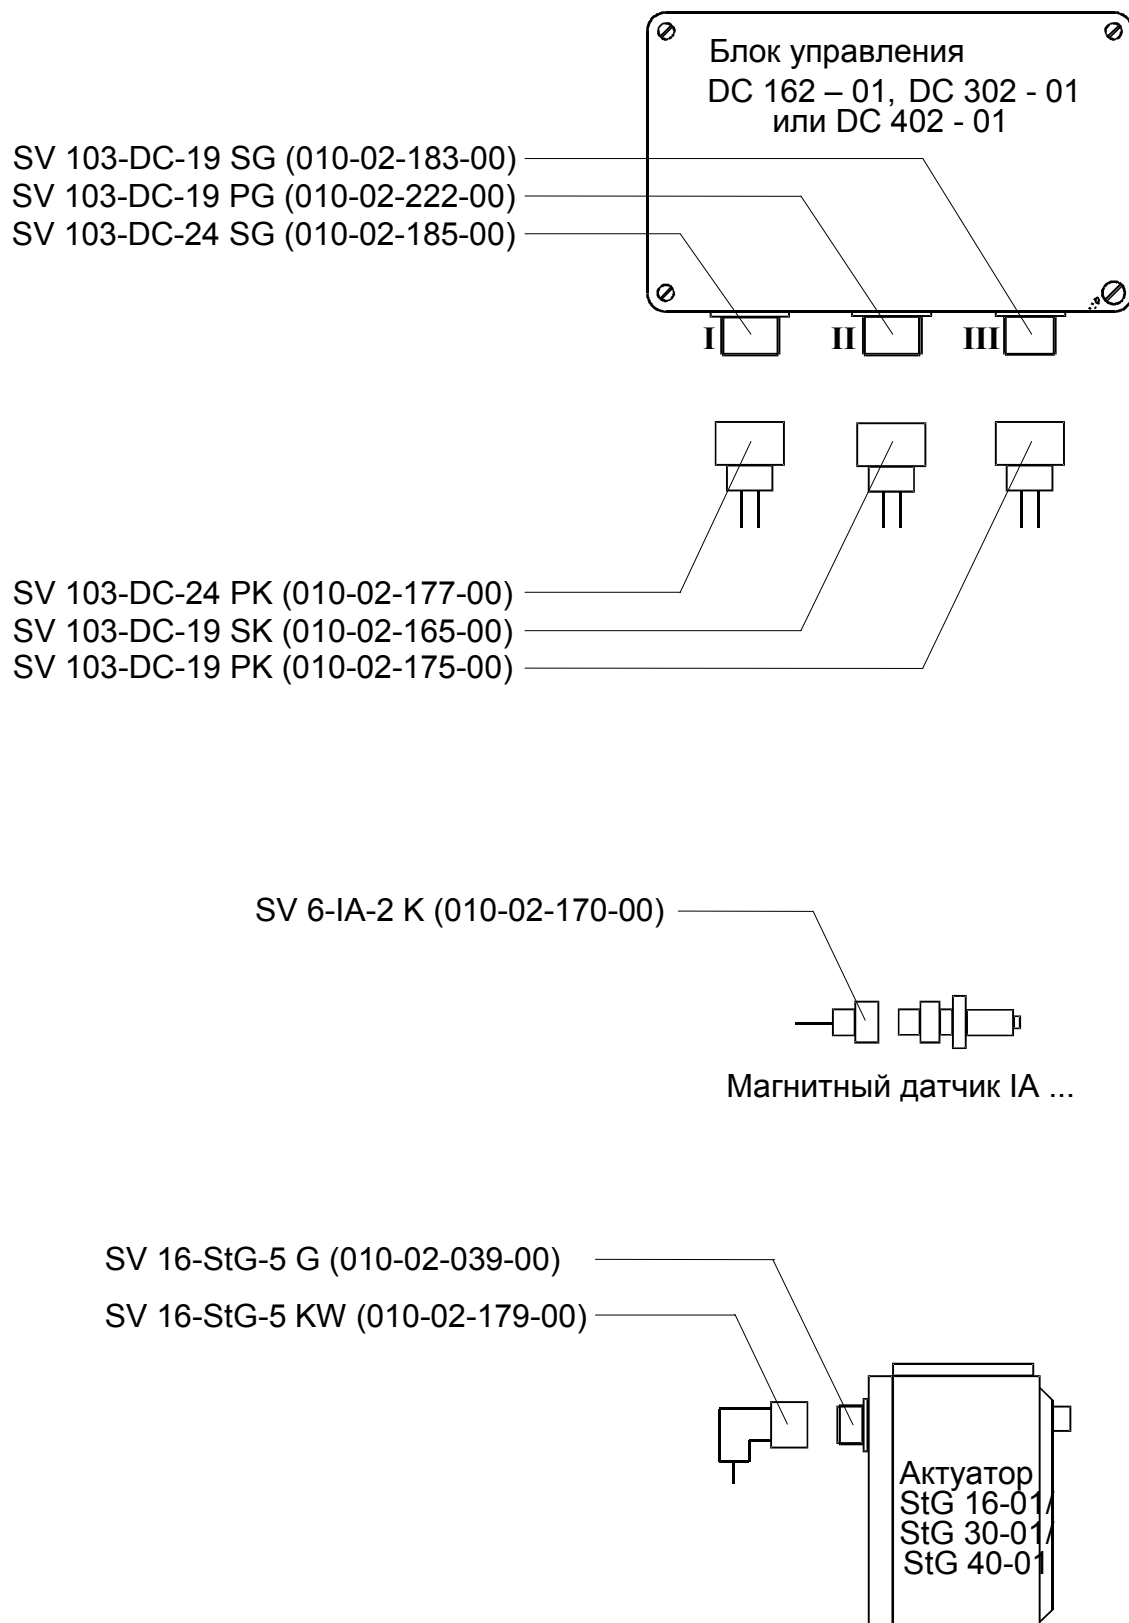 Блок управления
DC 162 – 01, DC 302 - 01
или DC 402 - 01
SV 103-DC-19 SG (010-02-183-00)
SV 103-DC-19 PG (010-02-222-00)
SV 103-DC-24 SG (010-02-185-00)
I II III
SV 103-DC-24 PK (010-02-177-00)
SV 103-DC-19 SK (010-02-165-00)
SV 103-DC-19 PK (010-02-175-00)
SV 6-IA-2 K (010-02-170-00)
Магнитный датчик IA ...
SV 16-StG-5 G (010-02-039-00)
SV 16-StG-5 KW (010-02-179-00)
Актуатор
StG 16-01/
StG 30-01/
StG 40-01